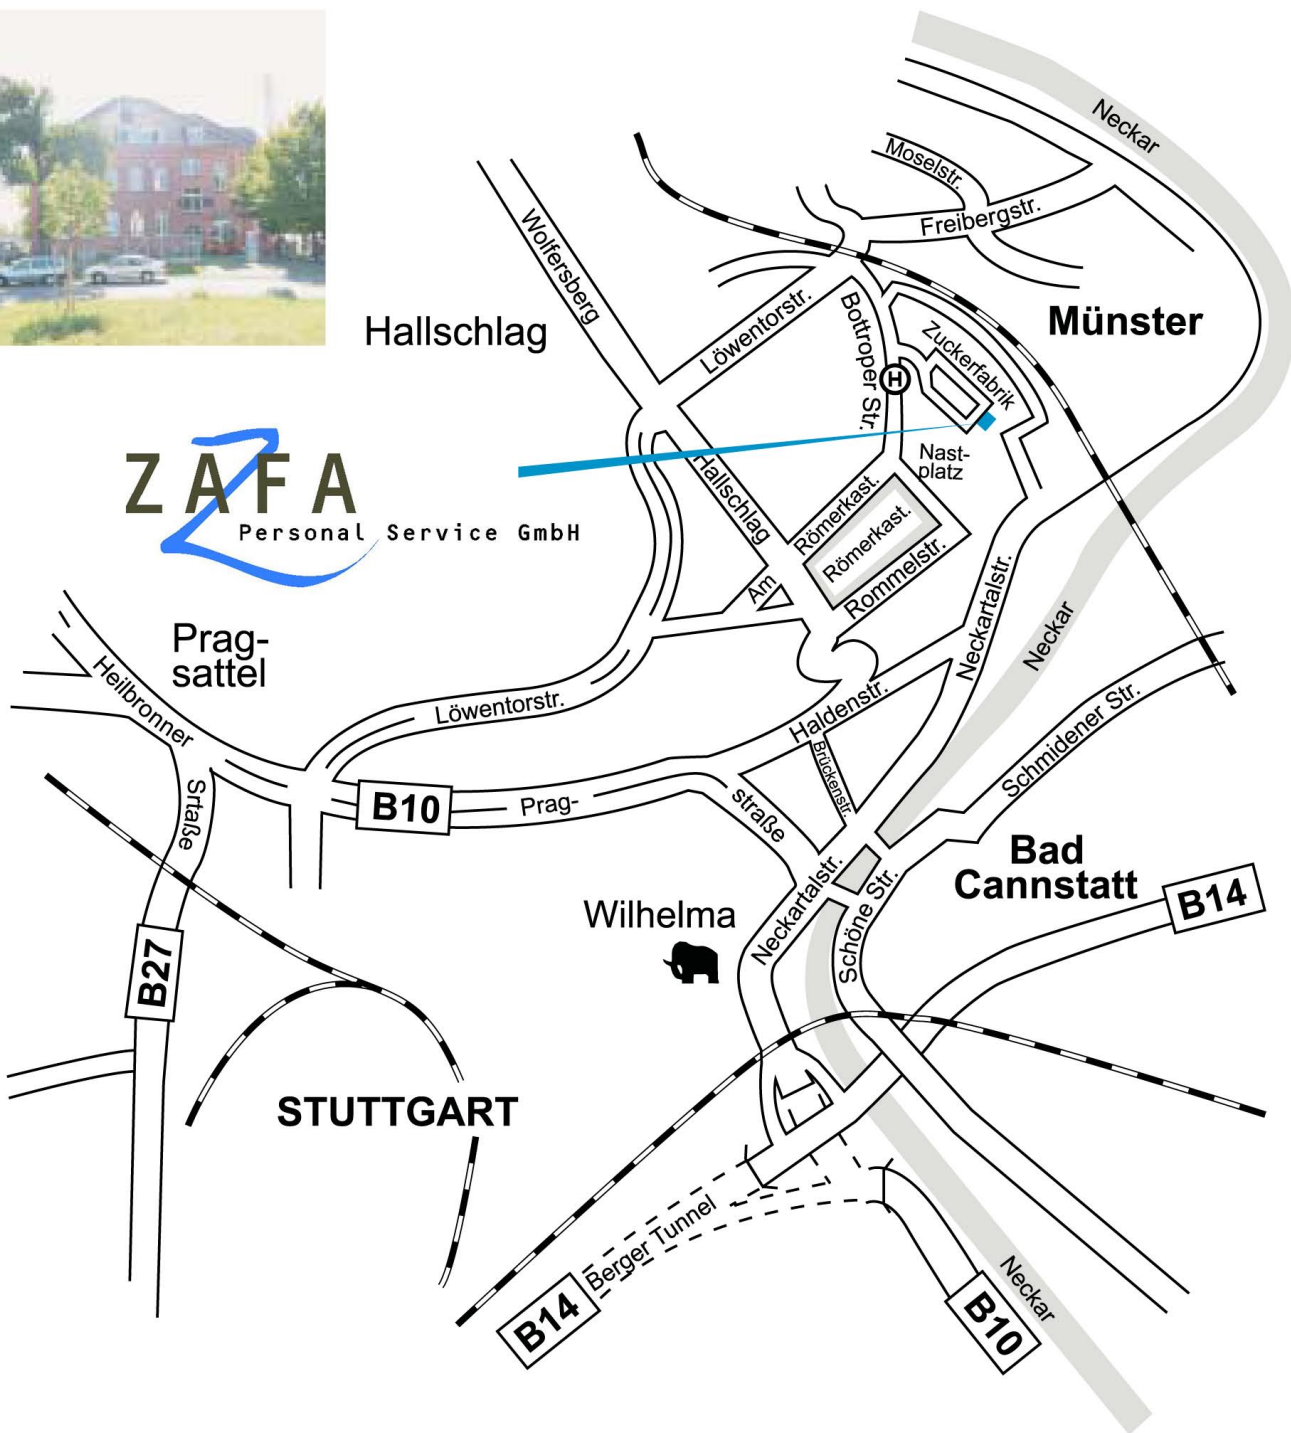 Neckar
Moselstr.
Freibergstr.
Wolfersberg
Münster
Hallschlag
Löwentorstr.
Bottroper Str.
Zuckerfabrik
H
Nast-
platz
ZAFA
Personal Service GmbH
Hallschlag
Römerkast.
Römerkast.
Rommelstr.
Am
Neckartalstr.
Neckar
Prag-
sattel
Heilbronner
Löwentorstr.
Haldenstr.
Brückenstr.
Schmidener Str.
Srtaße
B10
Prag-
straße
Bad
Cannstatt
B14
Neckartalstr.
Schöne Str.
Wilhelma
B27
STUTTGART
Berger Tunnel
B14
B10
Neckar